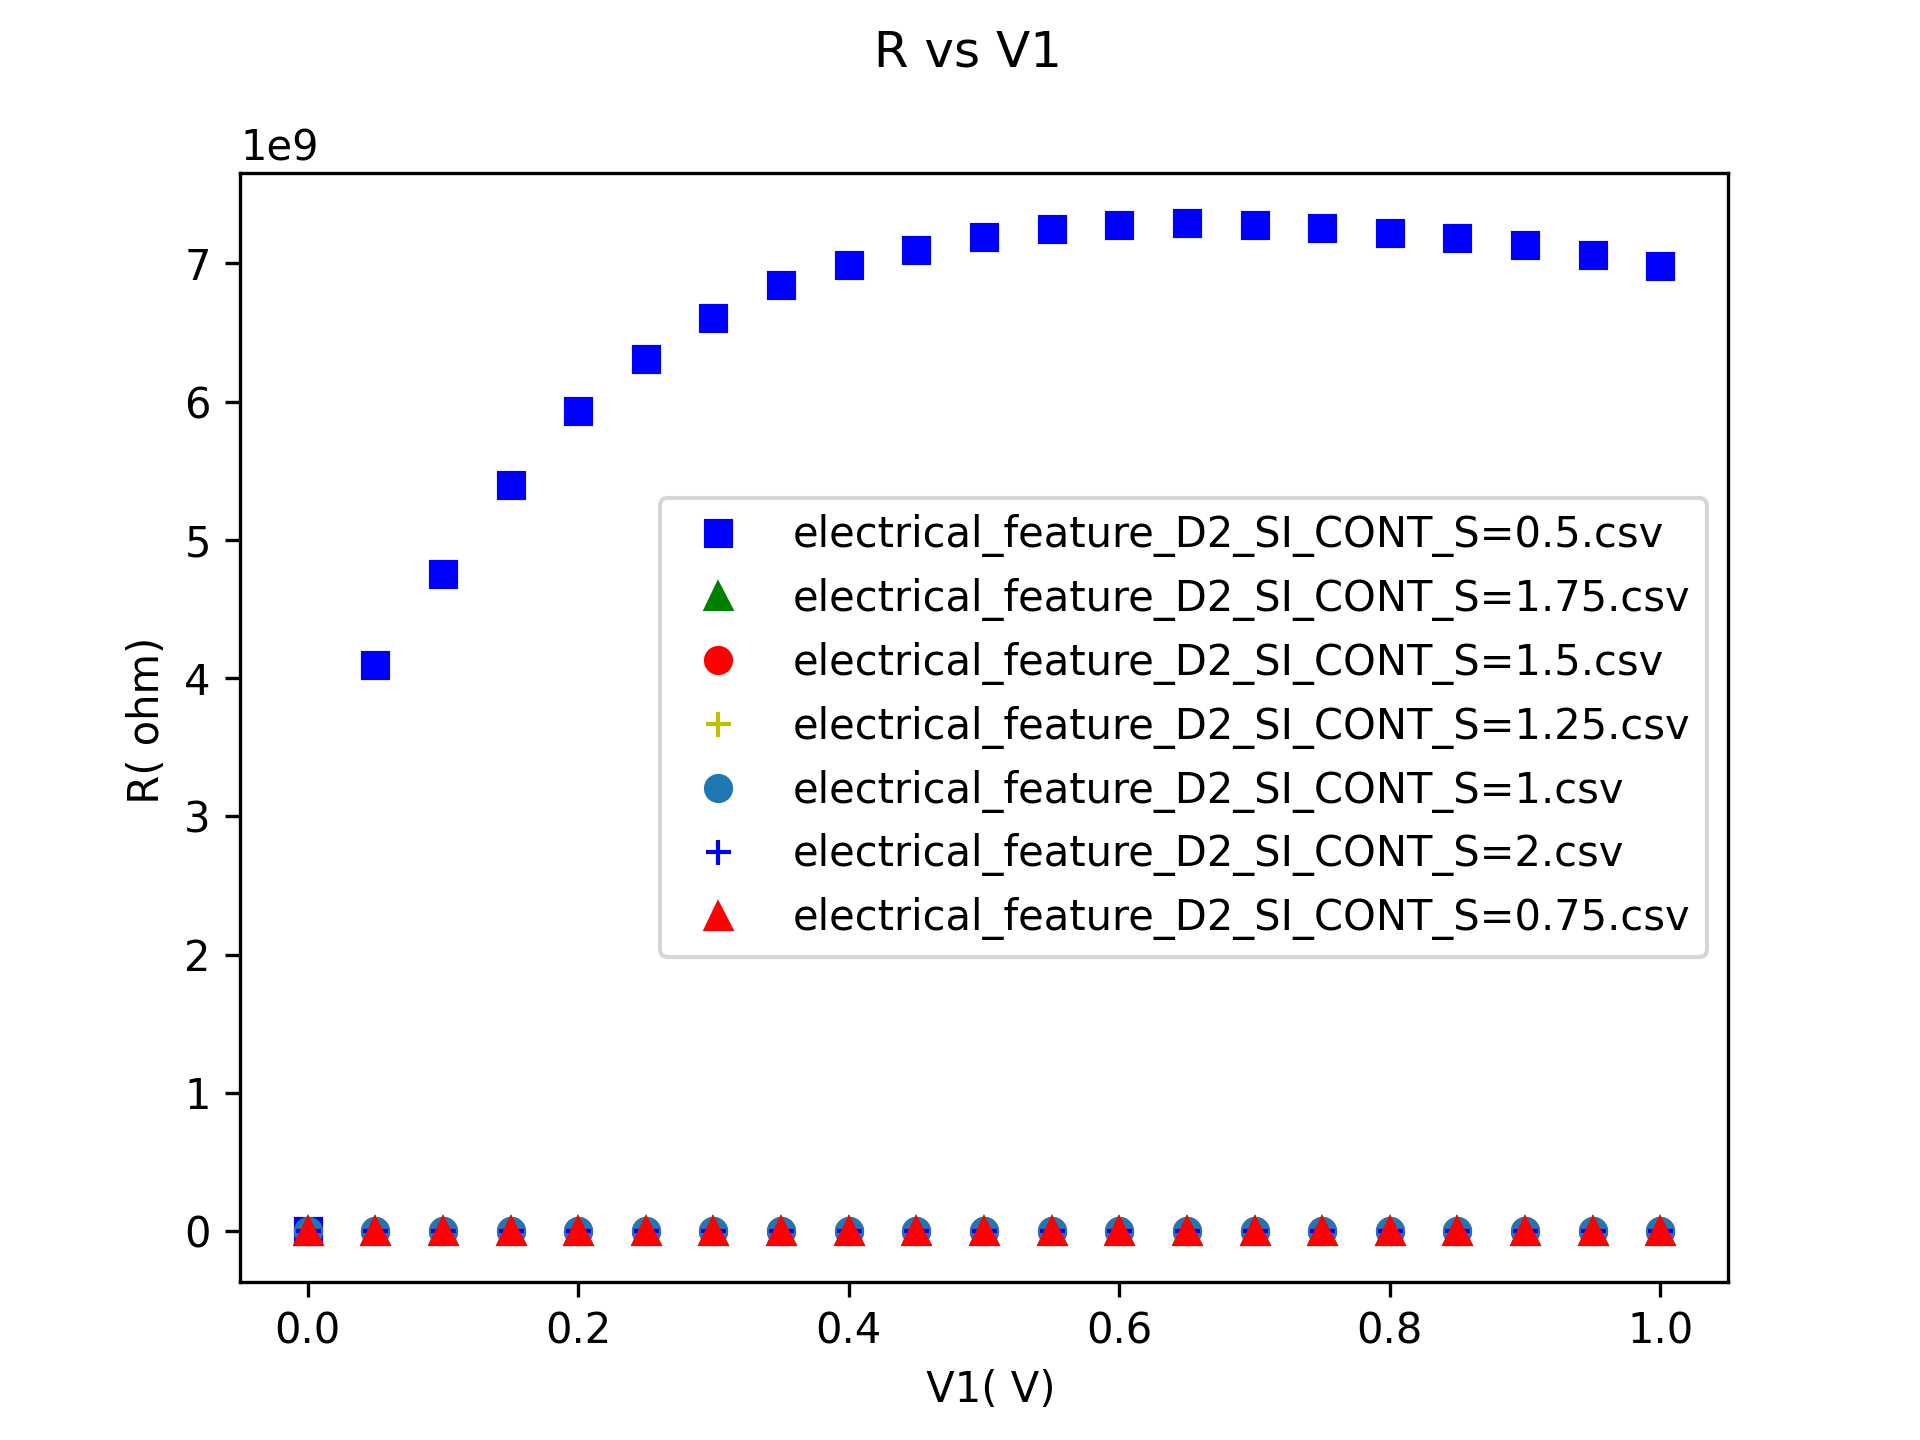 R vs V1
1e9
7
6
5
4
3
2
1
0
R( ohm)
electrical_feature_D2_SI_CONT_S=0.5.csv
electrical_feature_D2_SI_CONT_S=1.75.csv
electrical_feature_D2_SI_CONT_S=1.5.csv
electrical_feature_D2_SI_CONT_S=1.25.csv
electrical_feature_D2_SI_CONT_S=1.csv
electrical_feature_D2_SI_CONT_S=2.csv
electrical_feature_D2_SI_CONT_S=0.75.csv
0.0 0.2 0.4 0.6 0.8 1.0
V1( V)